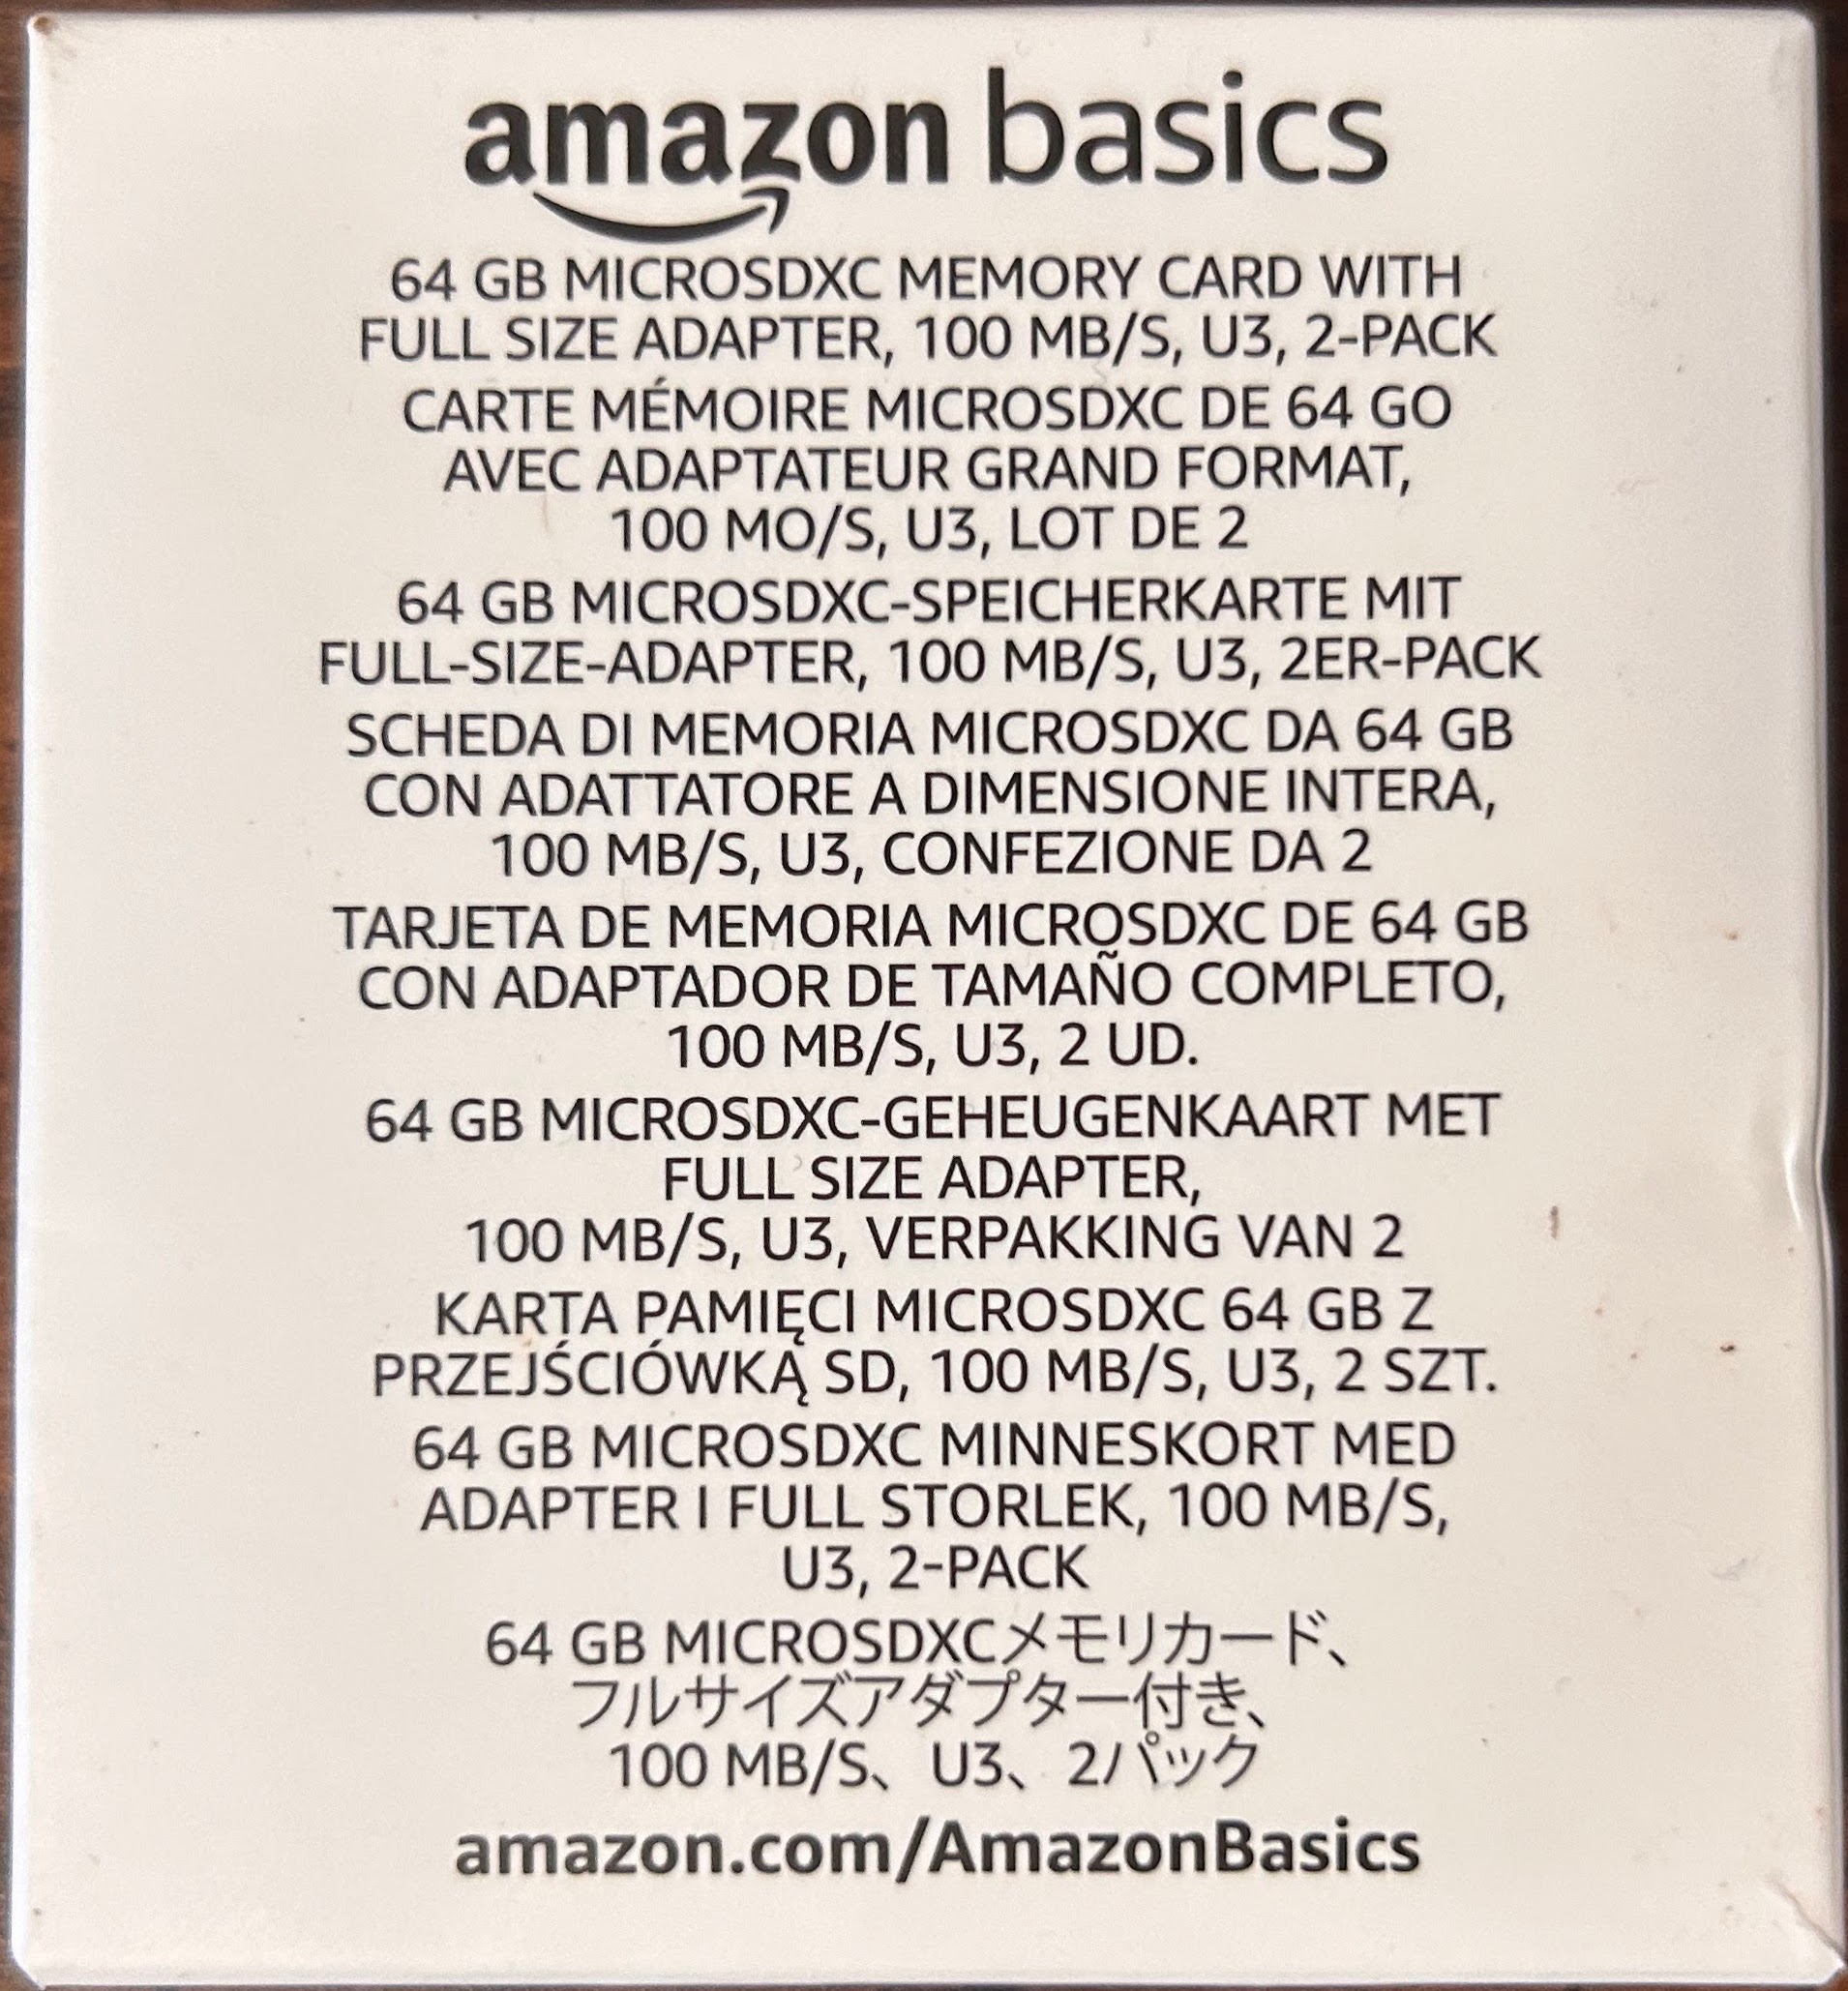 amazon basics
64 GB MICROSDXC MEMORY CARD WITH
FULL SIZE ADAPTER, 100 MB/S, U3, 2-PACK
CARTE MÉMOIRE MICROSDXC DE 64 GO
AVEC ADAPTATEUR GRAND FORMAT,
100 MO/S, U3, LOT DE 2
64 GB MICROSDXC-SPEICHERKARTE MIT
FULL-SIZE-ADAPTER, 100 MB/S, U3, 2ER-PACK
SCHEDA DI MEMORIA MICROSDXC DA 64 GB
CON ADATTATORE A DIMENSIONE INTERA,
100 MB/S, U3, CONFEZIONE DA 2
TARJETA DE MEMORIA MICROSDXC DE 64 GB
CON ADAPTADOR DE TAMAÑO COMPLETO,
100 MB/S, U3, 2 UD.
64 GB MICROSDXC-GEHEUGENKAART MET
FULL SIZE ADAPTER,
100 MB/S, U3, VERPAKKING VAN 2
KARTA PAMIĘCI MICROSDXC 64 GB Z
PRZEJŚCIÓWKĄ SD, 100 MB/S, U3, 2 SZT.
64 GB MICROSDXC MINNESKORT MED
ADAPTER I FULL STORLEK, 100 MB/S,
U3, 2-PACK
64 GB MICROSDXCメモリカード、
フルサイズアダプター付き、
100 MB/S、U3、2パック
amazon.com/AmazonBasics